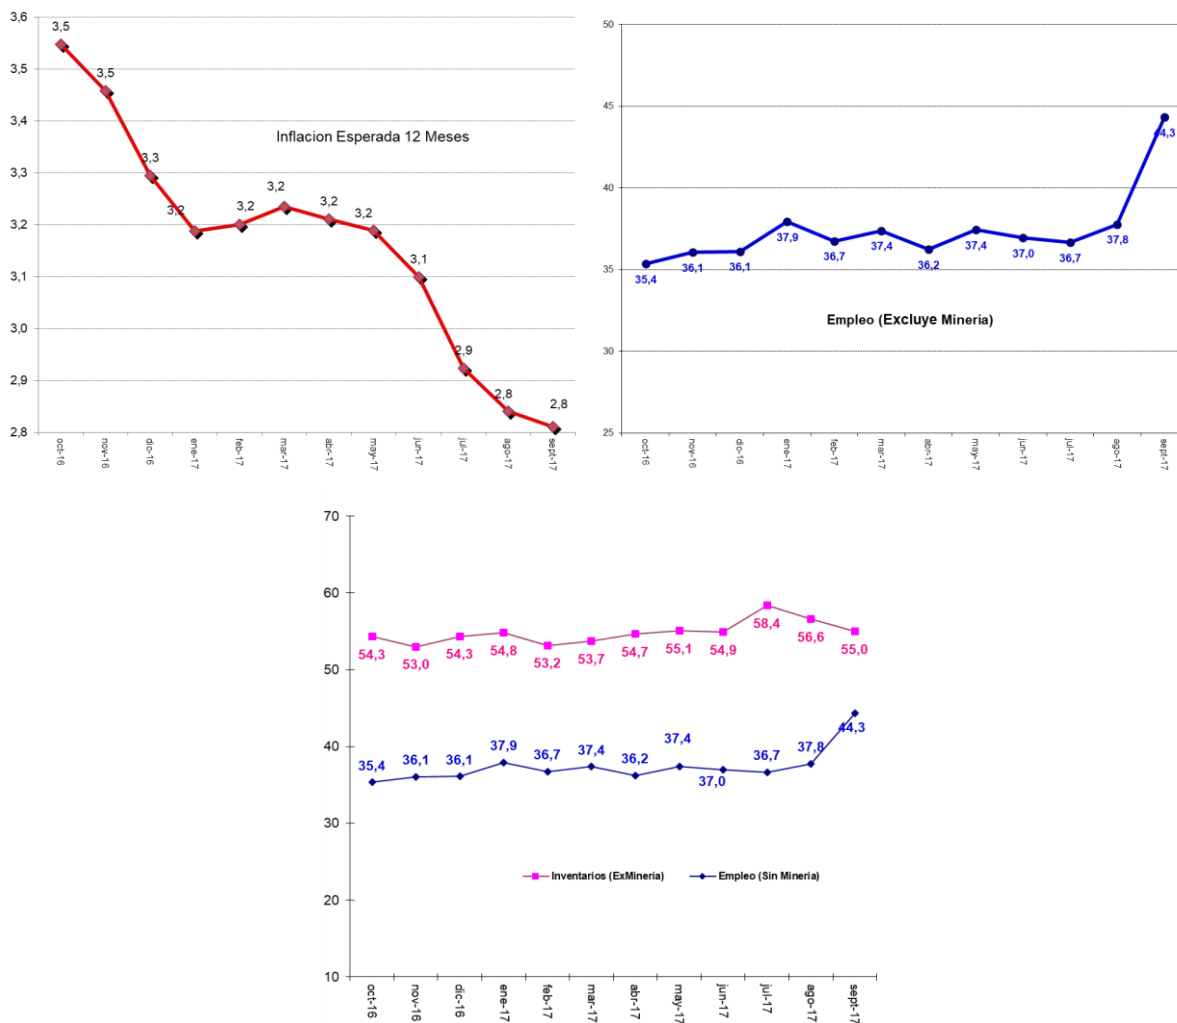 3,6
3,5
3,4
3,3
3,2
3,1
3,0
2,9
2,8
3,5
3,5
3,3
3,2
3,2
3,2
3,2
3,2
3,1
2,9
2,8
2,8
Inflacion Esperada 12 Meses
oct-16
nov-16
dic-16
ene-17
feb-17
mar-17
abr-17
may-17
jun-17
jul-17
ago-17
sept-17
50
45
40
35
30
25
35,4
36,1
36,1
37,9
36,7
37,4
36,2
37,4
37,0
36,7
37,8
44,3
Empleo (Excluye Minería)
oct-16
nov-16
dic-16
ene-17
feb-17
mar-17
abr-17
may-17
jun-17
jul-17
ago-17
sept-17
70
60
50
40
30
20
10
54,3
53,0
54,3
54,8
53,2
53,7
54,7
55,1
54,9
58,4
56,6
55,0
35,4
36,1
36,1
37,9
36,7
37,4
36,2
37,4
37,0
36,7
37,8
44,3
Inventarios (ExMinería)
Empleo (Sin Minería)
oct-16
nov-16
dic-16
ene-17
feb-17
mar-17
abr-17
may-17
jun-17
jul-17
ago-17
sept-17